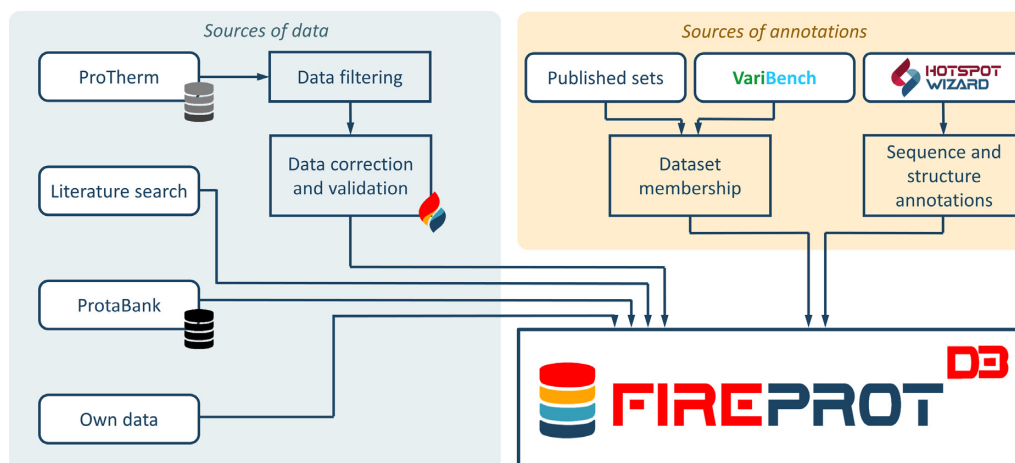 Sources of data
ProTherm
Data filtering
Data correction
and validation
Literature search
ProtaBank
Own data
Sources of annotations
Published sets
VariBench
HOTSPOT
WIZARD
Dataset
membership
Sequence and
structure
annotations
FIREPROT DB